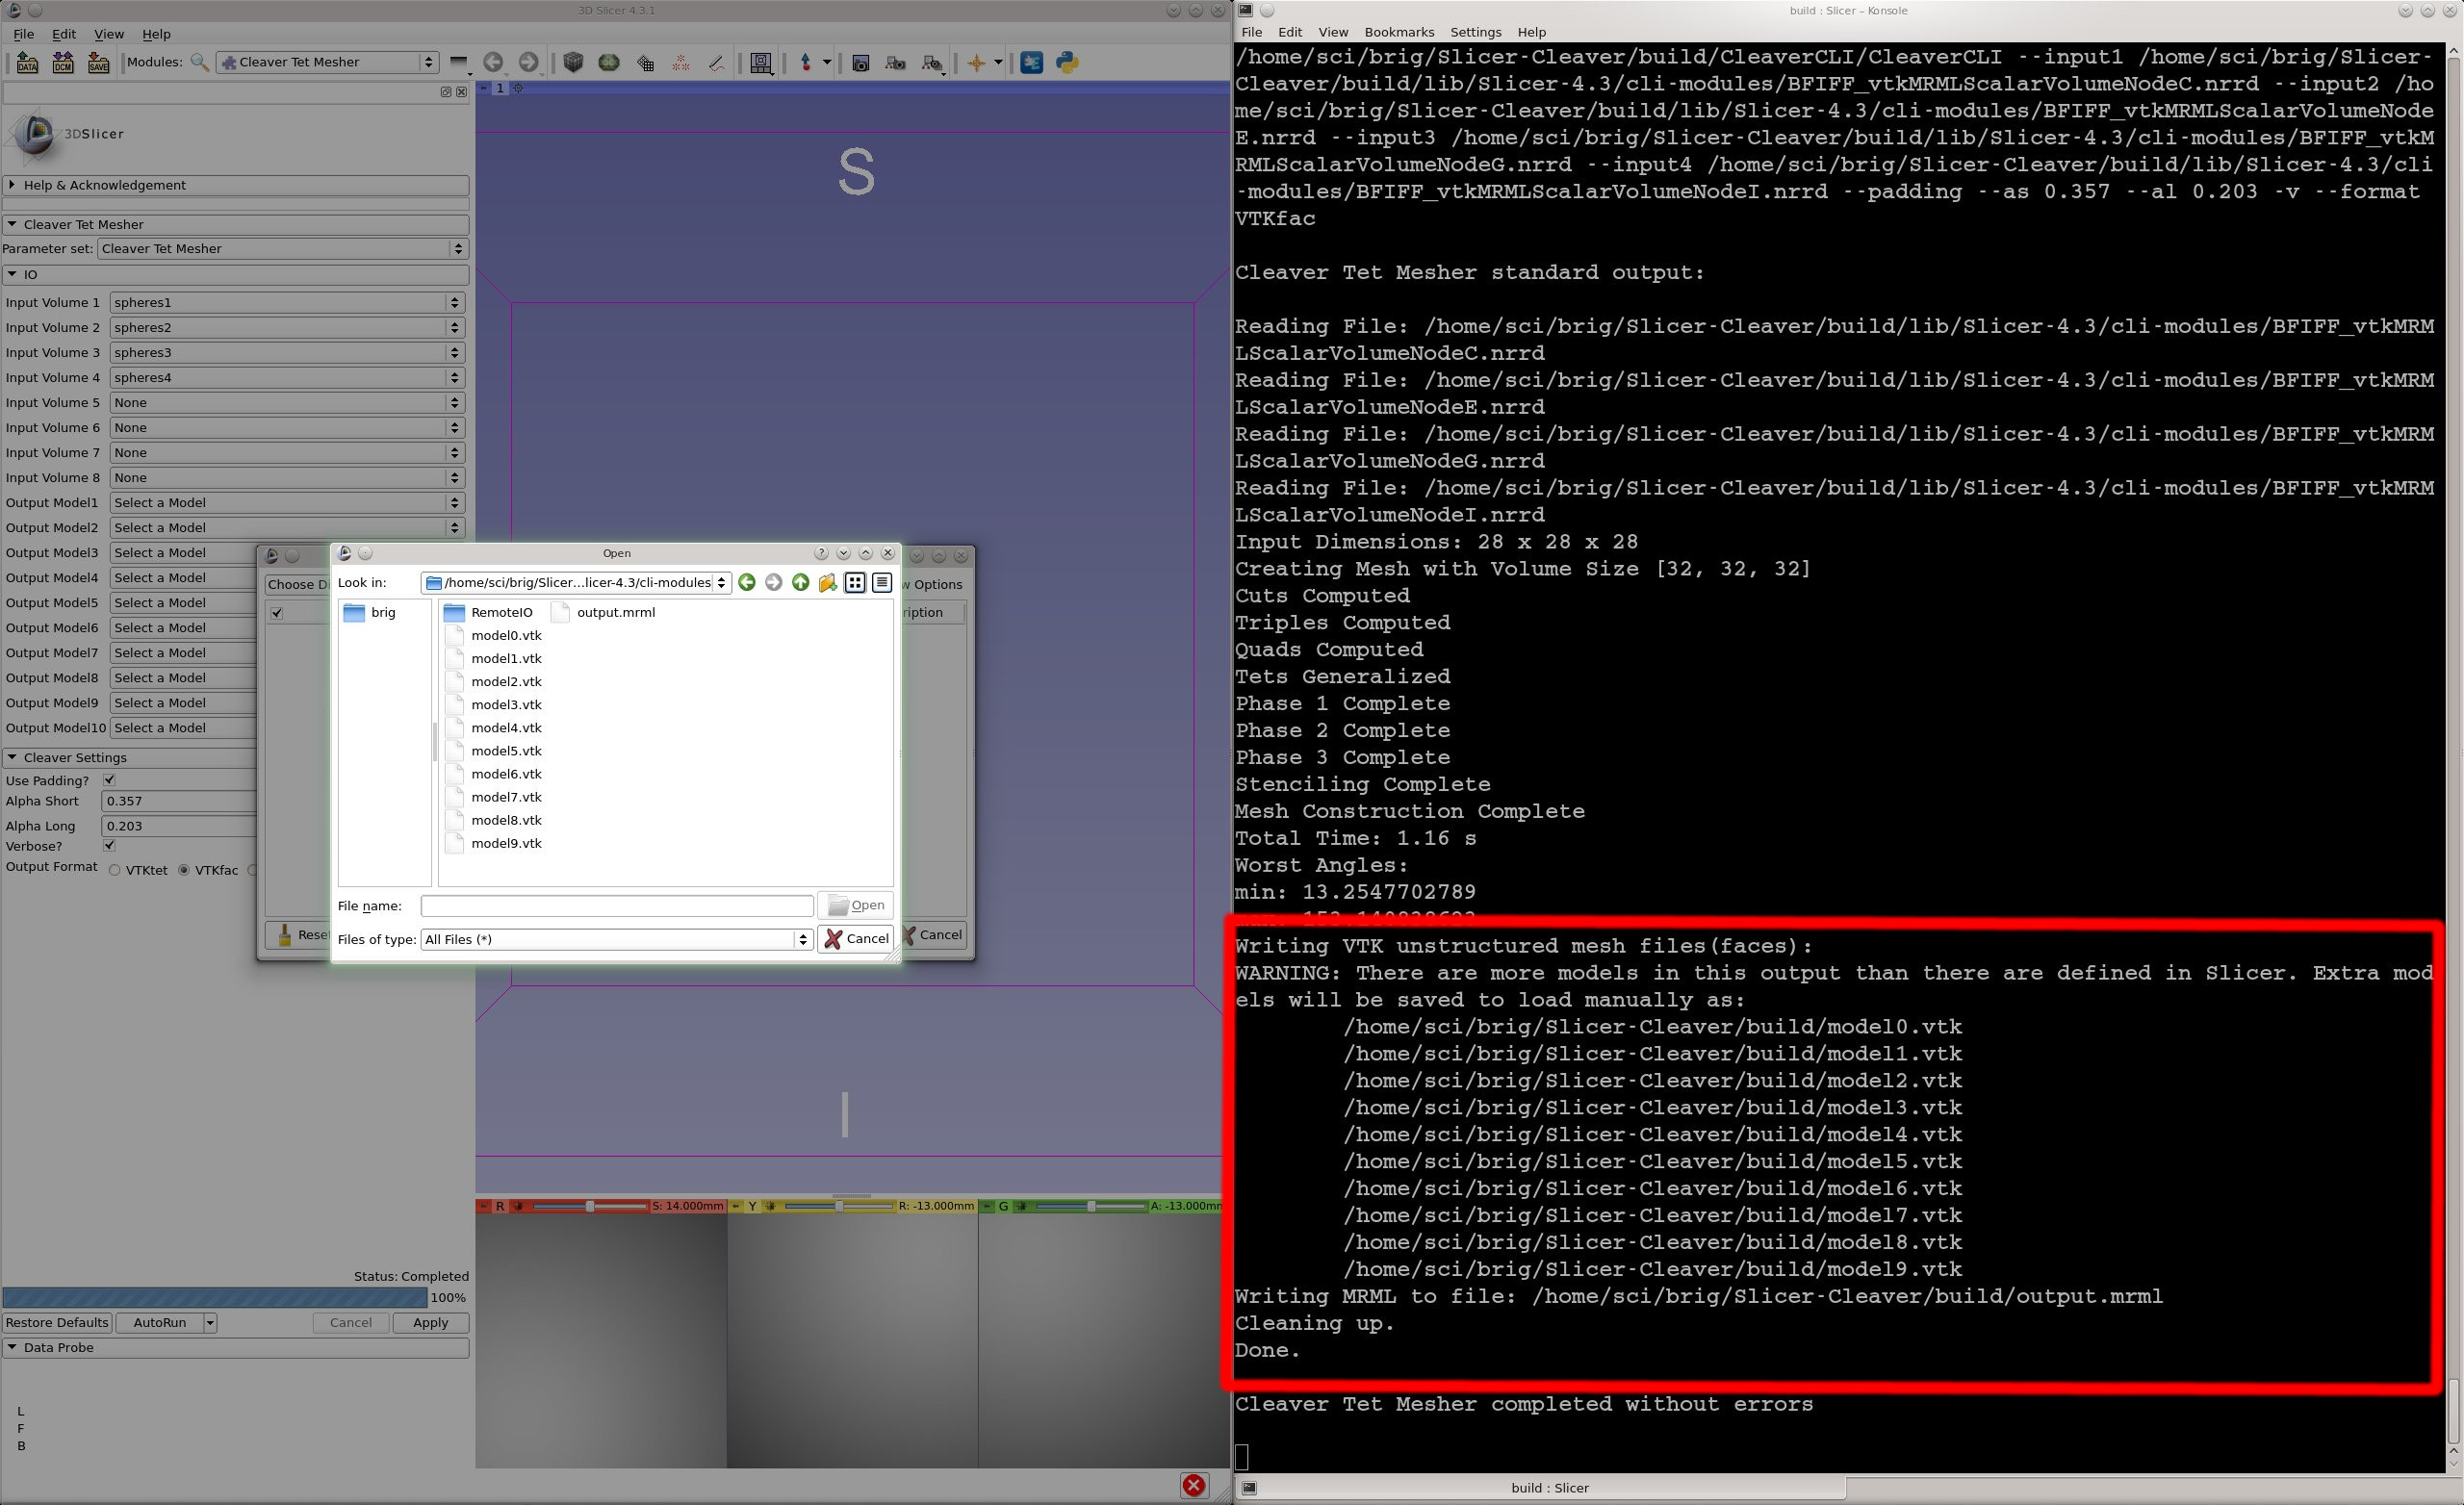 3D Slicer 4.3.1
File Edit View Help
DATA DCM SAVE Modules: Cleaver Tet Mesher
3DSlicer
Help & Acknowledgement
Cleaver Tet Mesher
Parameter set: Cleaver Tet Mesher
IO
Input Volume 1 spheres1
Input Volume 2 spheres2
Input Volume 3 spheres3
Input Volume 4 spheres4
Input Volume 5 None
Input Volume 6 None
Input Volume 7 None
Input Volume 8 None
Output Model1 Select a Model
Output Model2 Select a Model
Output Model3 Select a Model
Output Model4 Select a Model
Output Model5 Select a Model
Output Model6 Select a Model
Output Model7 Select a Model
Output Model8 Select a Model
Output Model9 Select a Model
Output Model10 Select a Model
Cleaver Settings
Use Padding?
Alpha Short 0.357
Alpha Long 0.203
Verbose?
Output Format VTKtet VTKfac
Status: Completed
100%
Restore Defaults AutoRun Cancel Apply
Data Probe
L
F
B
1
S
I
R S: 14.000mm
Y R: -13.000mm
G A: -13.000mm
Choose
Options
Reset
Cancel
Open
Look in: /home/sci/brig/Slicer...licer-4.3/cli-modules
brig
RemoteIO output.mrml
model0.vtk
model1.vtk
model2.vtk
model3.vtk
model4.vtk
model5.vtk
model6.vtk
model7.vtk
model8.vtk
model9.vtk
File name: Open
Files of type: All Files (*) Cancel
build : Slicer – Konsole
File Edit View Bookmarks Settings Help
/home/sci/brig/Slicer-Cleaver/build/CleaverCLI/CleaverCLI --input1 /home/sci/brig/Slicer-
Cleaver/build/lib/Slicer-4.3/cli-modules/BFIFF_vtkMRMLScalarVolumeNodeC.nrrd --input2 /ho
me/sci/brig/Slicer-Cleaver/build/lib/Slicer-4.3/cli-modules/BFIFF_vtkMRMLScalarVolumeNode
E.nrrd --input3 /home/sci/brig/Slicer-Cleaver/build/lib/Slicer-4.3/cli-modules/BFIFF_vtkM
RMLScalarVolumeNodeG.nrrd --input4 /home/sci/brig/Slicer-Cleaver/build/lib/Slicer-4.3/cli
-modules/BFIFF_vtkMRMLScalarVolumeNodeI.nrrd --padding --as 0.357 --al 0.203 -v --format
VTKfac
Cleaver Tet Mesher standard output:
Reading File: /home/sci/brig/Slicer-Cleaver/build/lib/Slicer-4.3/cli-modules/BFIFF_vtkMRM
LScalarVolumeNodeC.nrrd
Reading File: /home/sci/brig/Slicer-Cleaver/build/lib/Slicer-4.3/cli-modules/BFIFF_vtkMRM
LScalarVolumeNodeE.nrrd
Reading File: /home/sci/brig/Slicer-Cleaver/build/lib/Slicer-4.3/cli-modules/BFIFF_vtkMRM
LScalarVolumeNodeG.nrrd
Reading File: /home/sci/brig/Slicer-Cleaver/build/lib/Slicer-4.3/cli-modules/BFIFF_vtkMRM
LScalarVolumeNodeI.nrrd
Input Dimensions: 28 x 28 x 28
Creating Mesh with Volume Size [32, 32, 32]
Cuts Computed
Triples Computed
Quads Computed
Tets Generalized
Phase 1 Complete
Phase 2 Complete
Phase 3 Complete
Stenciling Complete
Mesh Construction Complete
Total Time: 1.16 s
Worst Angles:
min: 13.2547702789
Writing VTK unstructured mesh files(faces):
WARNING: There are more models in this output than there are defined in Slicer. Extra mod
els will be saved to load manually as:
/home/sci/brig/Slicer-Cleaver/build/model0.vtk
/home/sci/brig/Slicer-Cleaver/build/model1.vtk
/home/sci/brig/Slicer-Cleaver/build/model2.vtk
/home/sci/brig/Slicer-Cleaver/build/model3.vtk
/home/sci/brig/Slicer-Cleaver/build/model4.vtk
/home/sci/brig/Slicer-Cleaver/build/model5.vtk
/home/sci/brig/Slicer-Cleaver/build/model6.vtk
/home/sci/brig/Slicer-Cleaver/build/model7.vtk
/home/sci/brig/Slicer-Cleaver/build/model8.vtk
/home/sci/brig/Slicer-Cleaver/build/model9.vtk
Writing MRML to file: /home/sci/brig/Slicer-Cleaver/build/output.mrml
Cleaning up.
Done.
Cleaver Tet Mesher completed without errors
build : Slicer